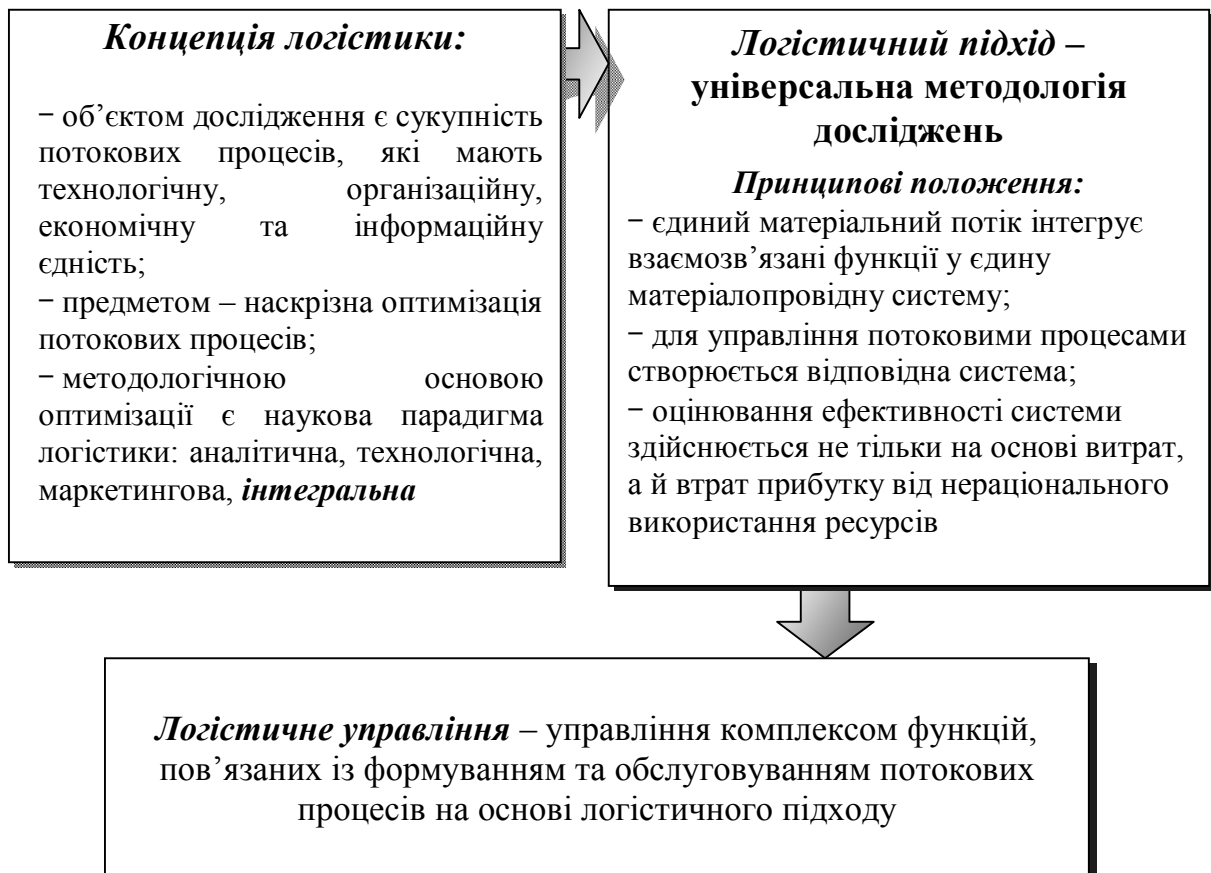 Концепція логістики:
− об’єктом дослідження є сукупність
потокових процесів, які мають
технологічну, організаційну,
економічну та інформаційну
єдність;
− предметом – наскрізна оптимізація
потокових процесів;
− методологічною основою
оптимізації є наукова парадигма
логістики: аналітична, технологічна,
маркетингова, інтегральна
Логістичний підхід –
універсальна методологія
досліджень
Принципові положення:
− єдиний матеріальний потік інтегрує
взаємозв’язані функції у єдину
матеріалопровідну систему;
− для управління потоковими процесами
створюється відповідна система;
− оцінювання ефективності системи
здійснюється не тільки на основі витрат,
а й втрат прибутку від нераціонального
використання ресурсів
Логістичне управління – управління комплексом функцій,
пов’язаних із формуванням та обслуговуванням потокових
процесів на основі логістичного підходу